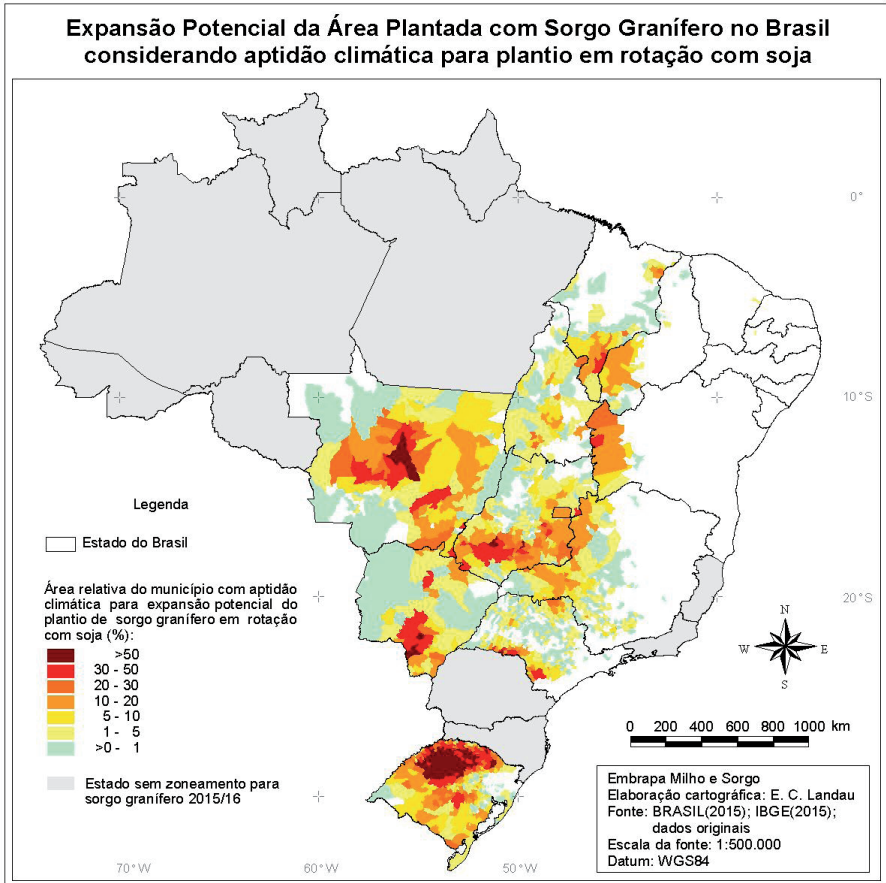 Expansão Potencial da Área Plantada com Sorgo Granífero no Brasil
considerando aptidão climática para plantio em rotação com soja
0°
10°S
20°S
70°W
60°W
50°W
Legenda
Estado do Brasil
Área relativa do município com aptidão
climática para expansão potencial do
plantio de sorgo granífero em rotação
com soja (%):
>50
30 - 50
20 - 30
10 - 20
5 - 10
1 - 5
>0 - 1
Estado sem zoneamento para
sorgo granífero 2015/16
N
W
E
S
0 200 400 600 800 1000 km
Embrapa Milho e Sorgo
Elaboração cartográfica: E. C. Landau
Fonte: BRASIL(2015); IBGE(2015);
dados originais
Escala da fonte: 1:500.000
Datum: WGS84